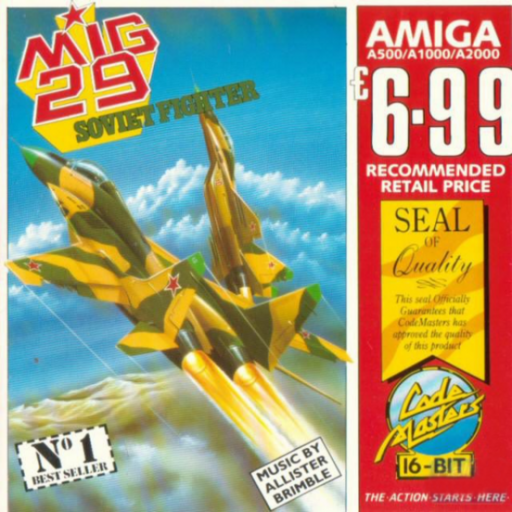 MiG
29
SOVIET FIGHTER
Nº 1
BEST SELLER
MUSIC BY
ALLISTER
BRIMBLE
AMIGA
A500/A1000/A2000
£6·99
RECOMMENDED
RETAIL PRICE
SEAL
OF
Quality
This seal Officially
Guarantees that
CodeMasters has
approved the quality
of this product
Code
Masters
16-BIT
THE·ACTION·STARTS·HERE·